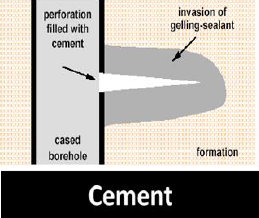 perforation
filled with
cement
invasion of
gelling-sealant
cased
borehole
formation
Cement